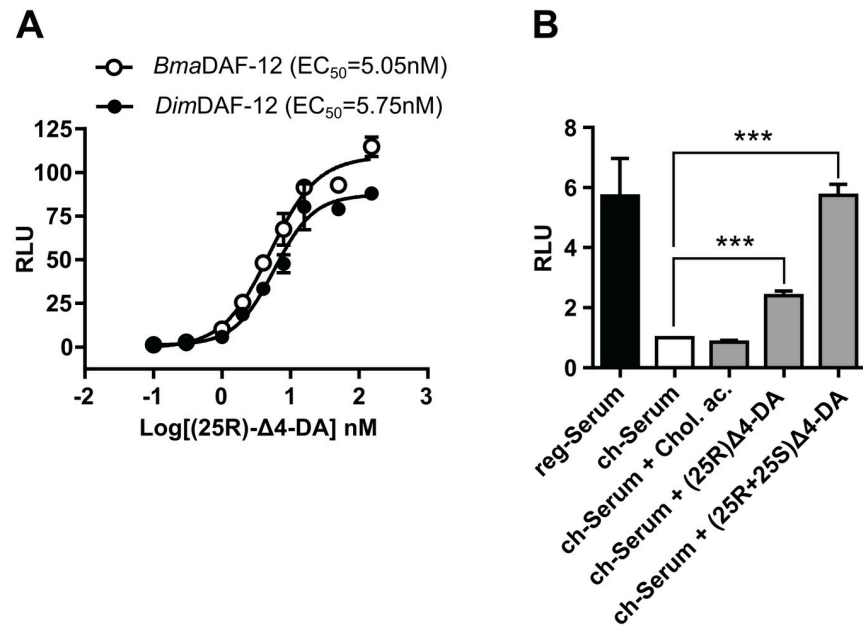 A
BmaDAF-12 (EC50=5.05nM)
DimDAF-12 (EC50=5.75nM)
125
100
75
50
25
0
RLU
-2 -1 0 1 2 3
Log[(25R)-Δ4-DA] nM
B
8
6
4
2
0
RLU
***
***
reg-Serum
ch-Serum
ch-Serum + Chol. ac.
ch-Serum + (25R)Δ4-DA
ch-Serum + (25R+25S)Δ4-DA